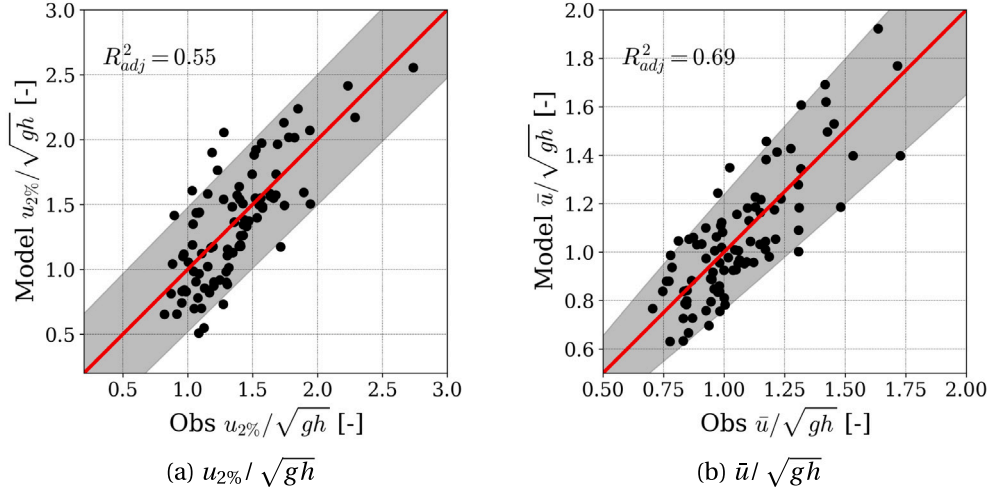 3.0
2.5
2.0
1.5
1.0
0.5
0.5 1.0 1.5 2.0 2.5 3.0
R²adj = 0.55
Model u2%/√gh [-]
Obs u2%/√gh [-]
(a) u2%/ √gh
2.0
1.8
1.6
1.4
1.2
1.0
0.8
0.6
0.50 0.75 1.00 1.25 1.50 1.75 2.00
R²adj = 0.69
Model ū/√gh [-]
Obs ū/√gh [-]
(b) ū/ √gh